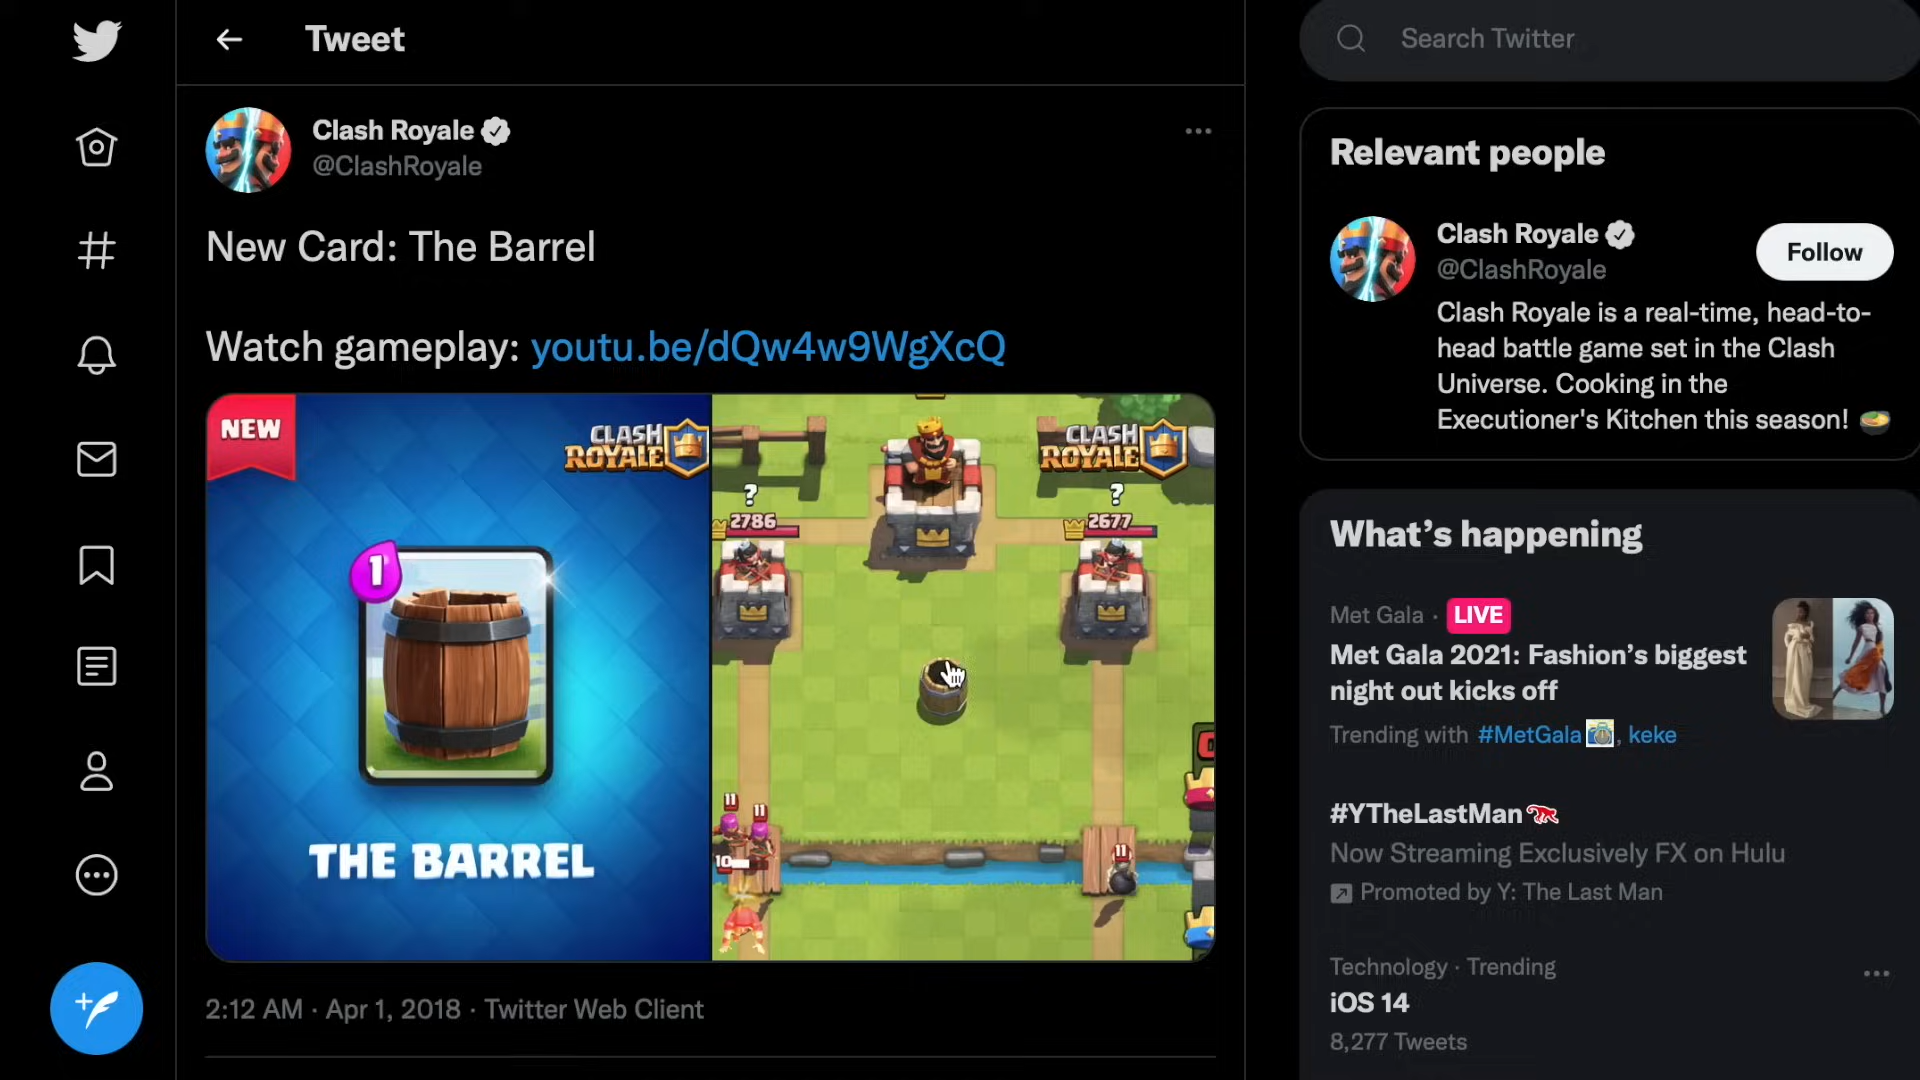 Tweet
Clash Royale
@ClashRoyale
New Card: The Barrel
Watch gameplay: youtu.be/dQw4w9WgXcQ
NEW
CLASH
ROYALE
1
THE BARREL
CLASH
ROYALE
?
2786
?
2677
11
11
10
11
2:12 AM · Apr 1, 2018 · Twitter Web Client
Search Twitter
Relevant people
Clash Royale
@ClashRoyale
Follow
Clash Royale is a real-time, head-to-
head battle game set in the Clash
Universe. Cooking in the
Executioner's Kitchen this season!
What’s happening
Met Gala · LIVE
Met Gala 2021: Fashion’s biggest
night out kicks off
Trending with #MetGala, keke
#YTheLastMan
Now Streaming Exclusively FX on Hulu
Promoted by Y: The Last Man
Technology · Trending
iOS 14
8,277 Tweets